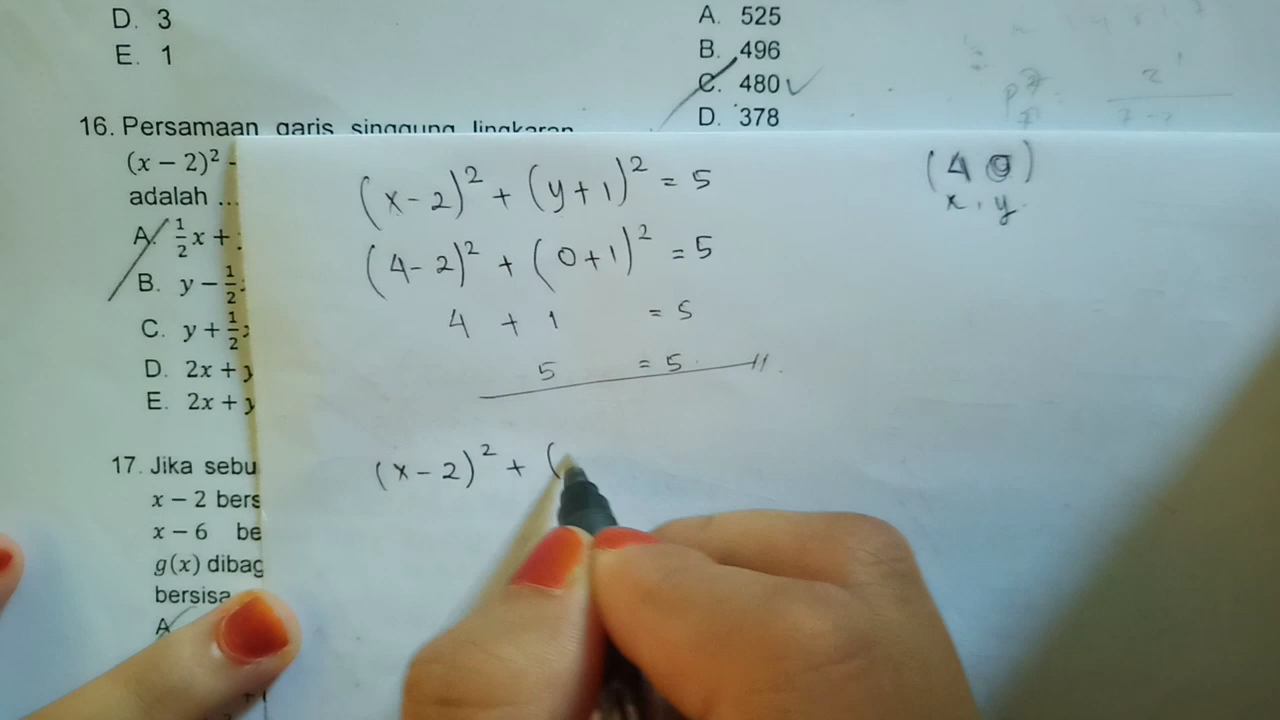 D. 3
E. 1
A. 525
B. 496
C. 480 ✓
D. 378
16. Persamaan garis singgung lingkaran
(x − 2)²
adalah ...
A. 1/2 x +
B. y − 1/2
C. y + 1/2
D. 2x + y
E. 2x + y
17. Jika sebu
x − 2 bers
x − 6 be
g(x) dibag
bersisa
A
(x - 2)² + (y + 1)² = 5
(4 - 2)² + (0 + 1)² = 5
4 + 1 = 5
5 = 5
(x - 2)² + (
(4 0)
x, y